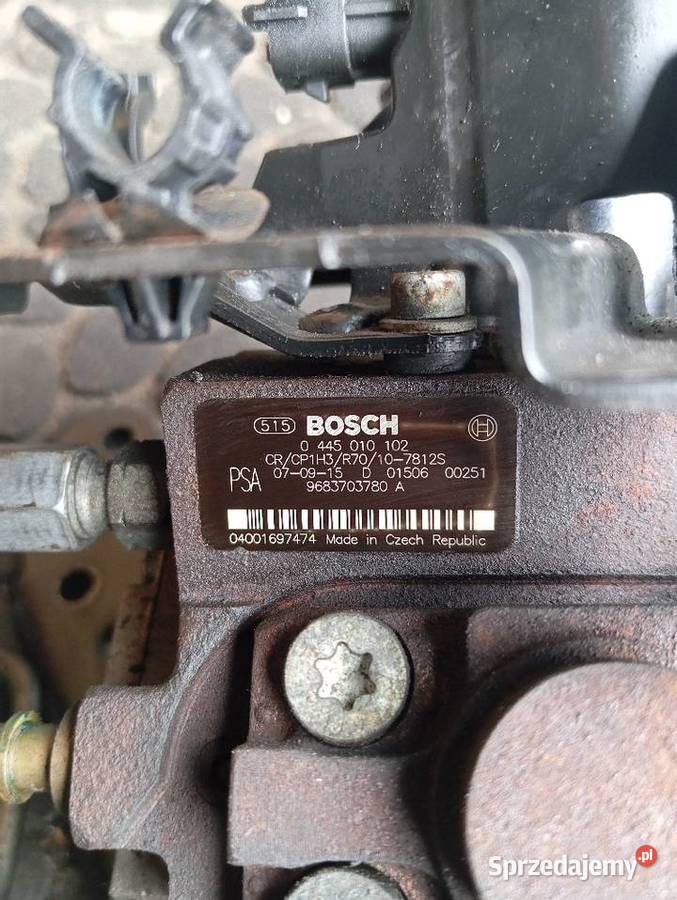 515 BOSCH
0 445 010 102
CR/CP1H3/R70/10-7812S
PSA 07-09-15 D 01506 00251
9683703780 A
04001697474 Made in Czech Republic
Sprzedajemy.pl